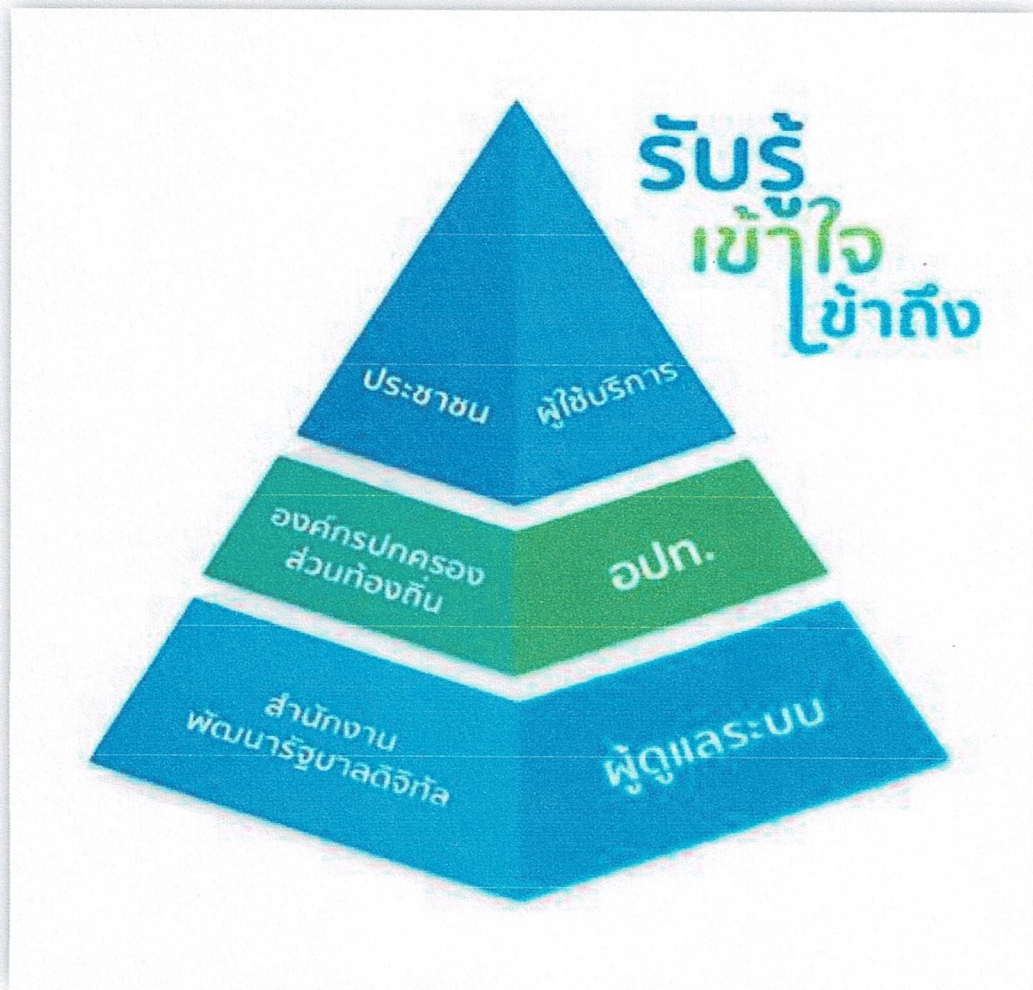 รับรู้
เข้าใจ
เข้าถึง
ประชาชน
ผู้ใช้บริการ
องค์กรปกครอง
ส่วนท้องถิ่น
อปท.
สำนักงาน
พัฒนารัฐบาลดิจิทัล
ผู้ดูแลระบบ